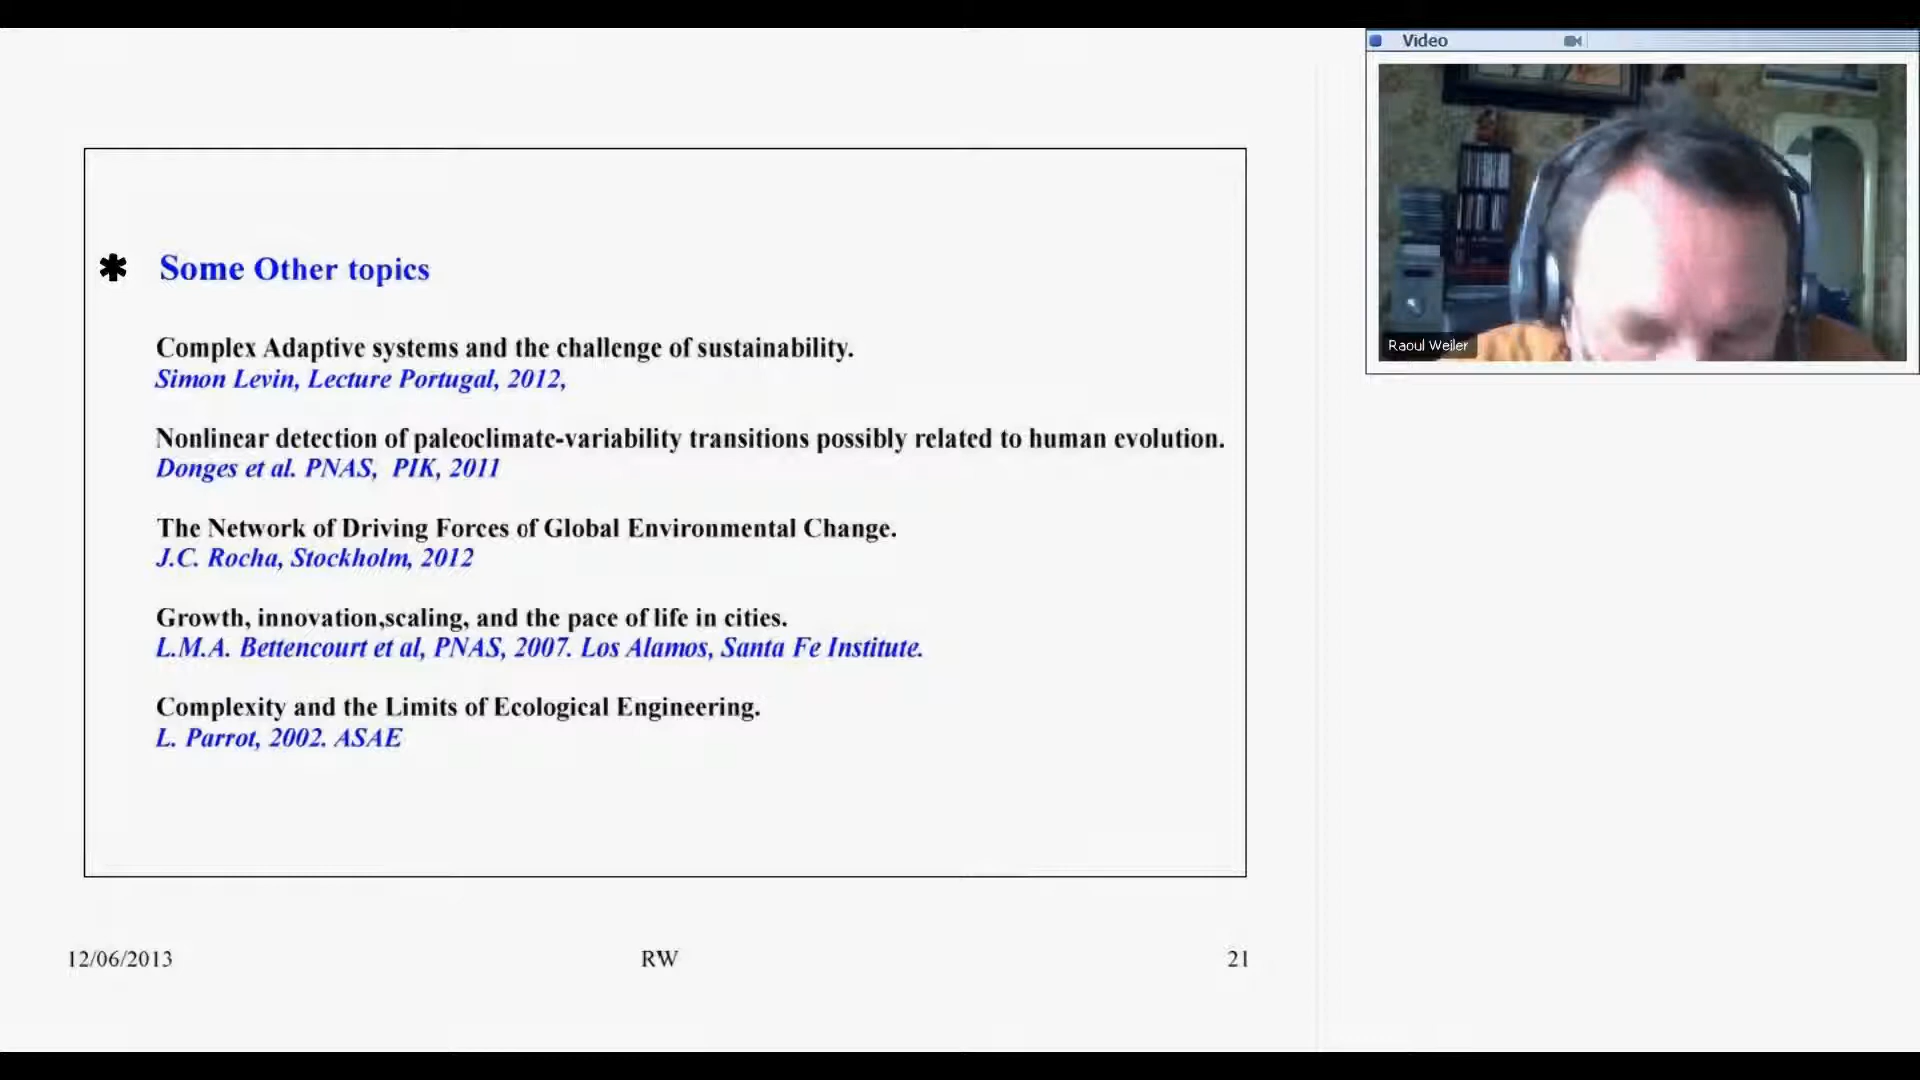 Video
Raoul Weiler
✱ Some Other topics
Complex Adaptive systems and the challenge of sustainability.
Simon Levin, Lecture Portugal, 2012,
Nonlinear detection of paleoclimate-variability transitions possibly related to human evolution.
Donges et al. PNAS, PIK, 2011
The Network of Driving Forces of Global Environmental Change.
J.C. Rocha, Stockholm, 2012
Growth, innovation,scaling, and the pace of life in cities.
L.M.A. Bettencourt et al, PNAS, 2007. Los Alamos, Santa Fe Institute.
Complexity and the Limits of Ecological Engineering.
L. Parrot, 2002. ASAE
12/06/2013 RW 21